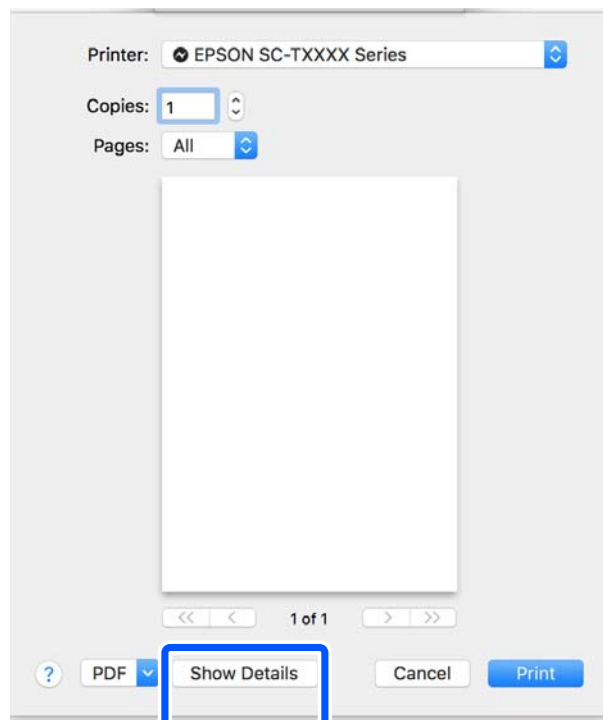 Printer: EPSON SC-TXXXX Series
Copies: 1
Pages: All
<< < 1 of 1 > >>
? PDF Show Details Cancel Print